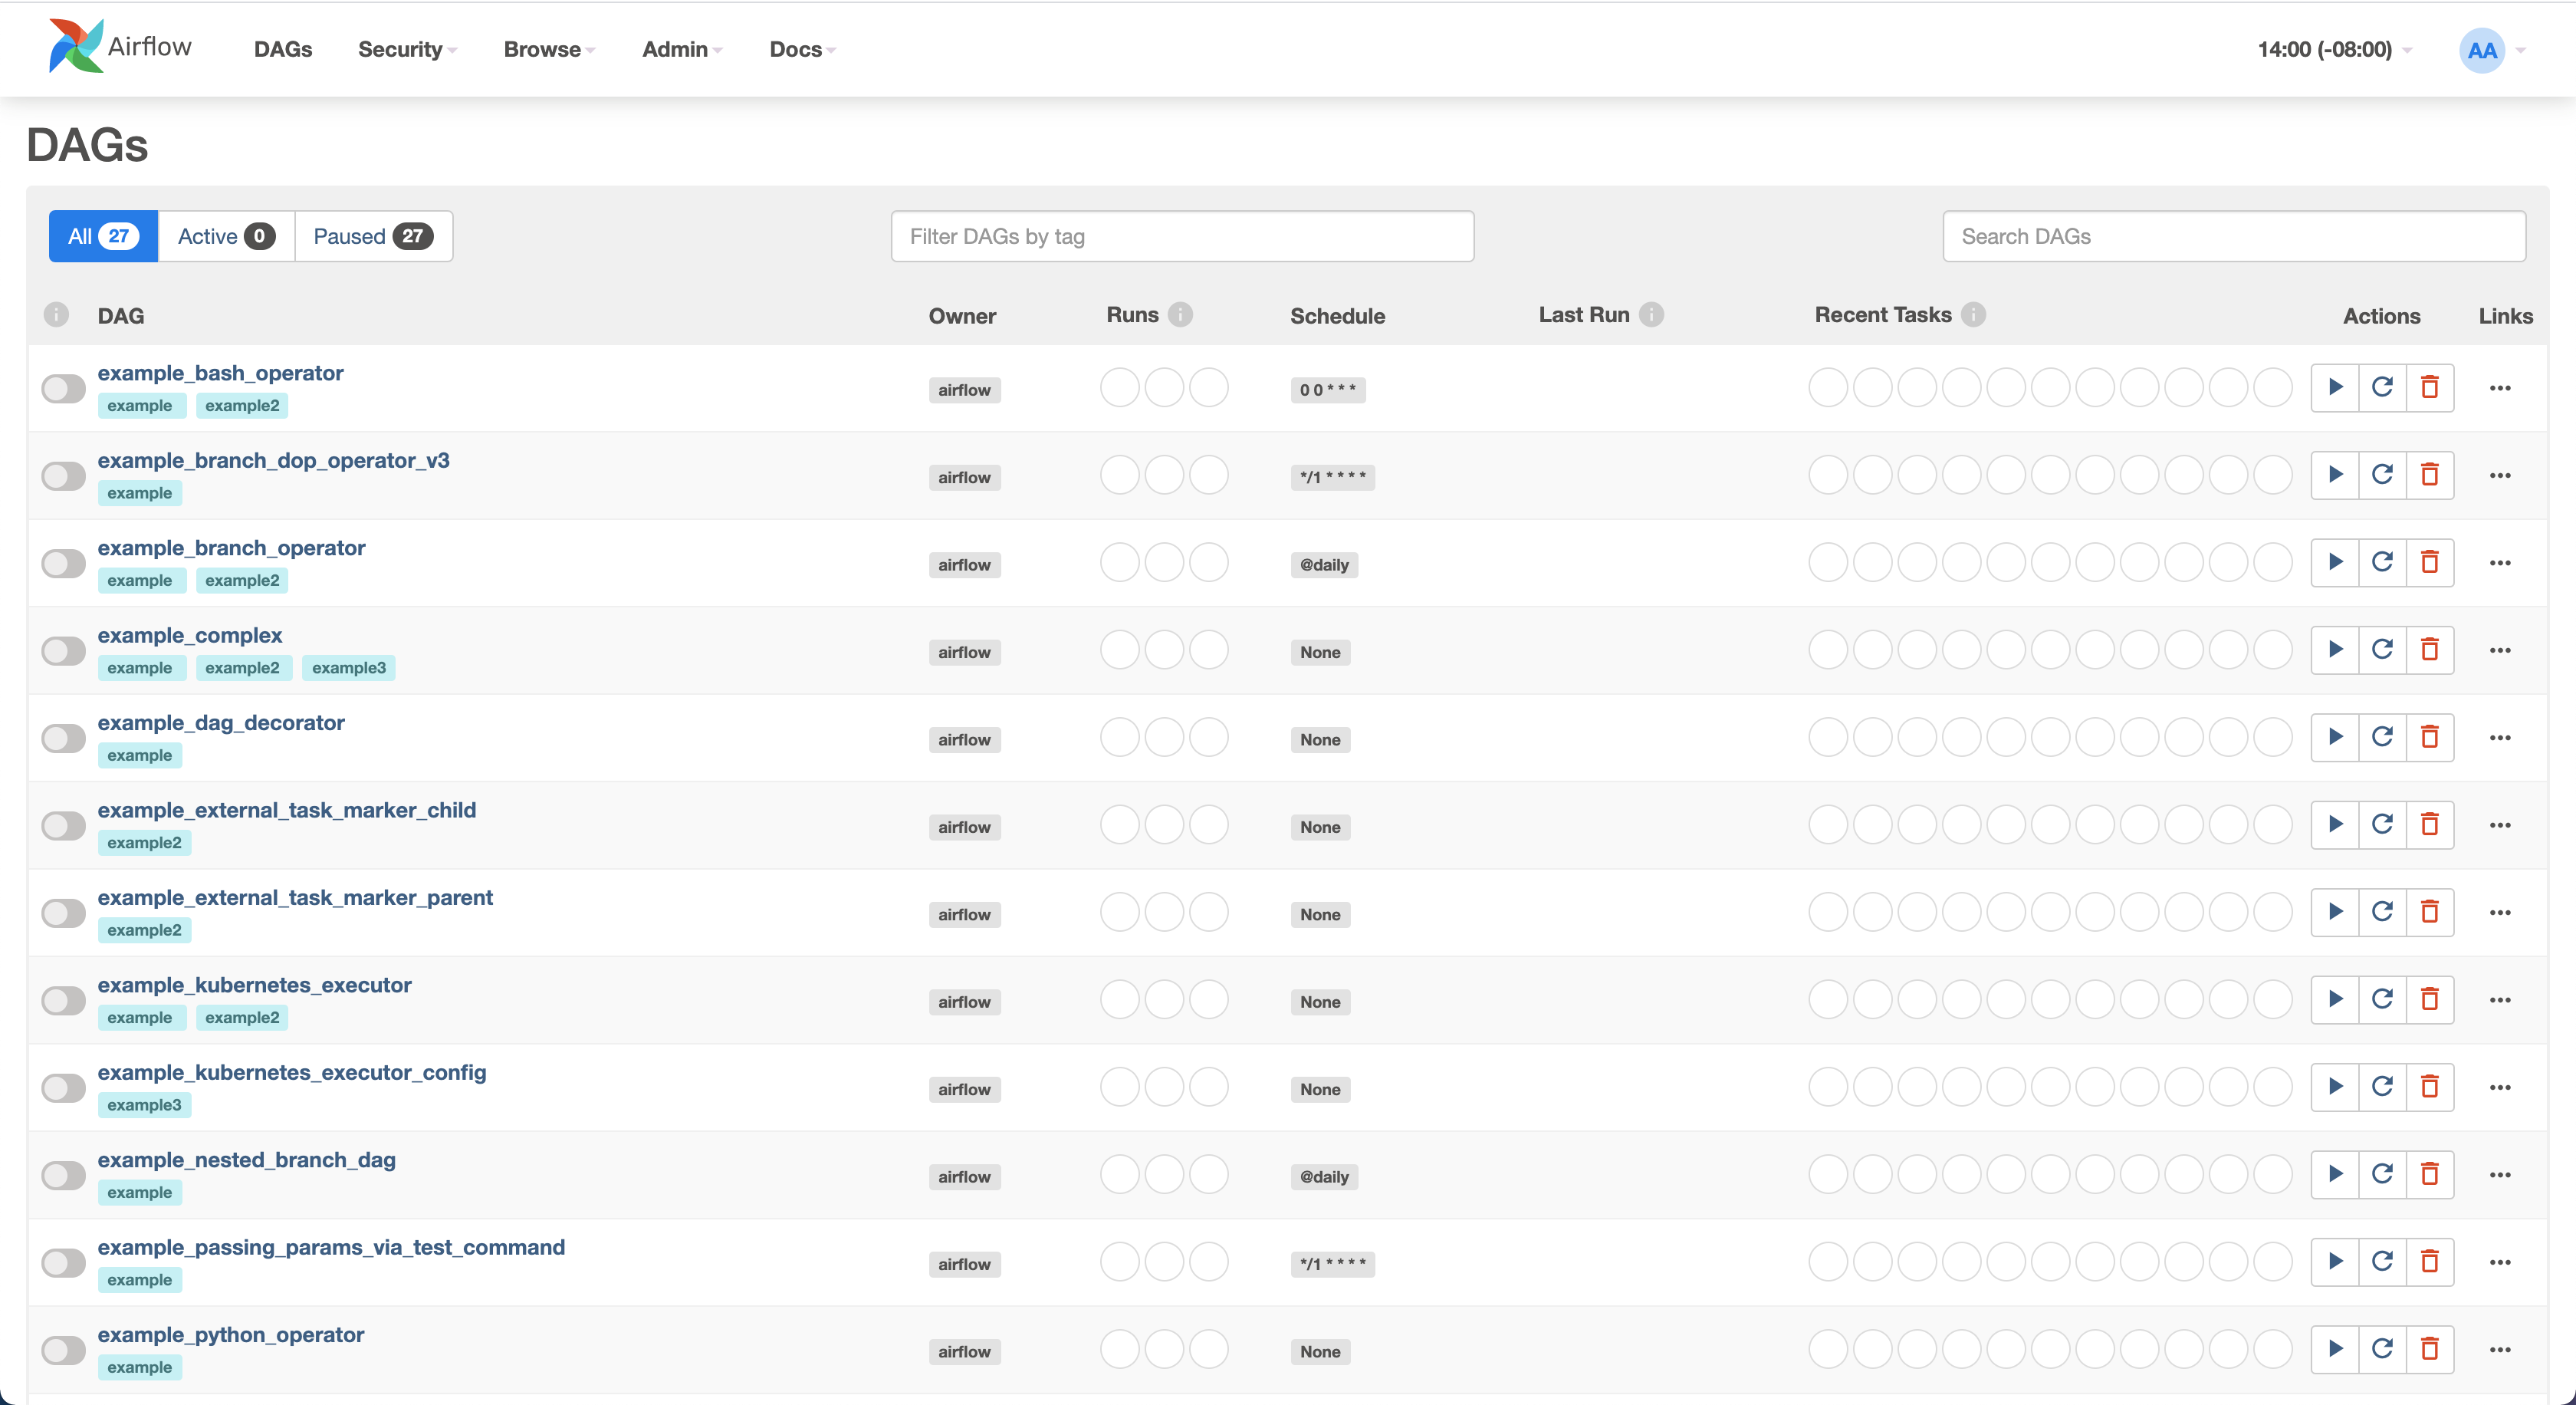 Airflow DAGs Security Browse Admin Docs 14:00 (-08:00) AA
DAGs
All 27 Active 0 Paused 27 Filter DAGs by tag Search DAGs
i DAG Owner Runs i Schedule Last Run i Recent Tasks i Actions Links
example_bash_operator
airflow 0 0 * * *
example example2
example_branch_dop_operator_v3
airflow */1 * * * *
example
example_branch_operator
airflow @daily
example example2
example_complex
airflow None
example example2 example3
example_dag_decorator
airflow None
example
example_external_task_marker_child
airflow None
example2
example_external_task_marker_parent
airflow None
example2
example_kubernetes_executor
airflow None
example example2
example_kubernetes_executor_config
airflow None
example3
example_nested_branch_dag
airflow @daily
example
example_passing_params_via_test_command
airflow */1 * * * *
example
example_python_operator
airflow None
example